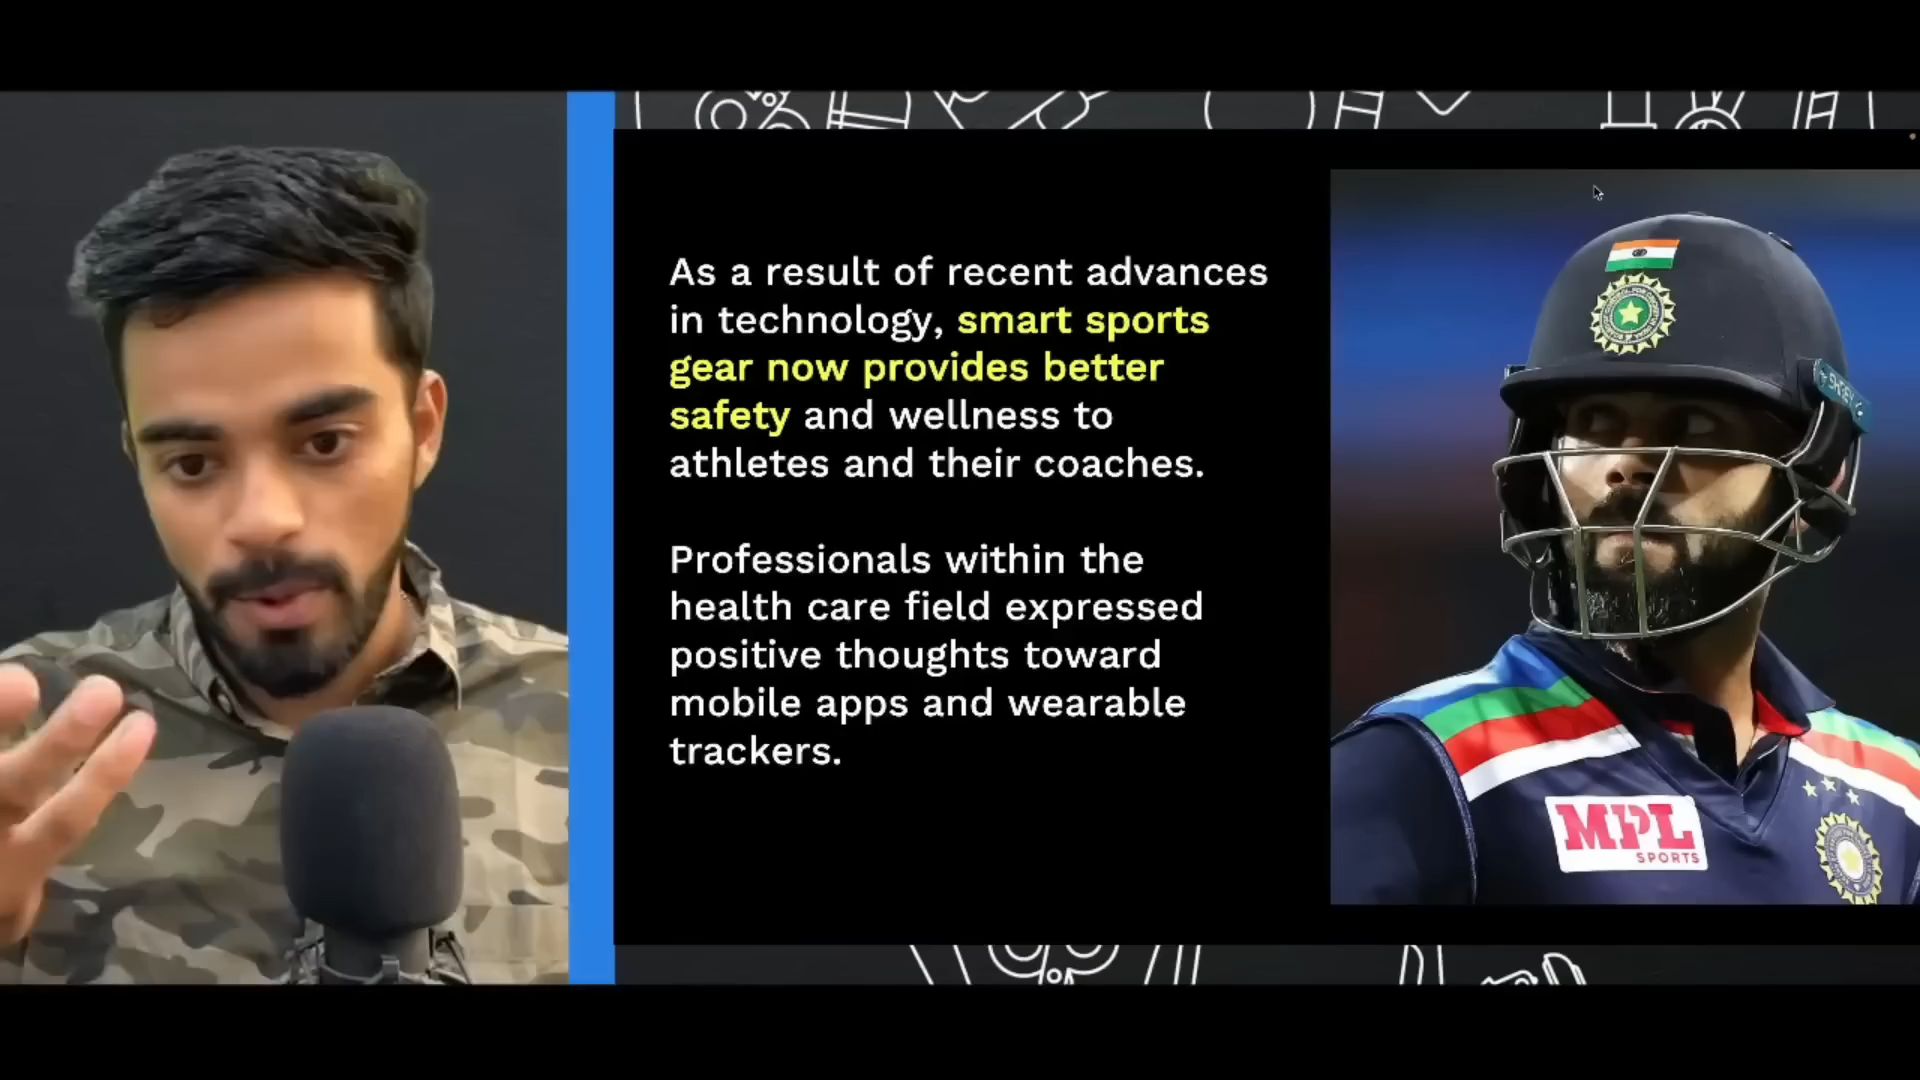 As a result of recent advances
in technology, smart sports
gear now provides better
safety and wellness to
athletes and their coaches.
Professionals within the
health care field expressed
positive thoughts toward
mobile apps and wearable
trackers.
SHREY
MPL
SPORTS